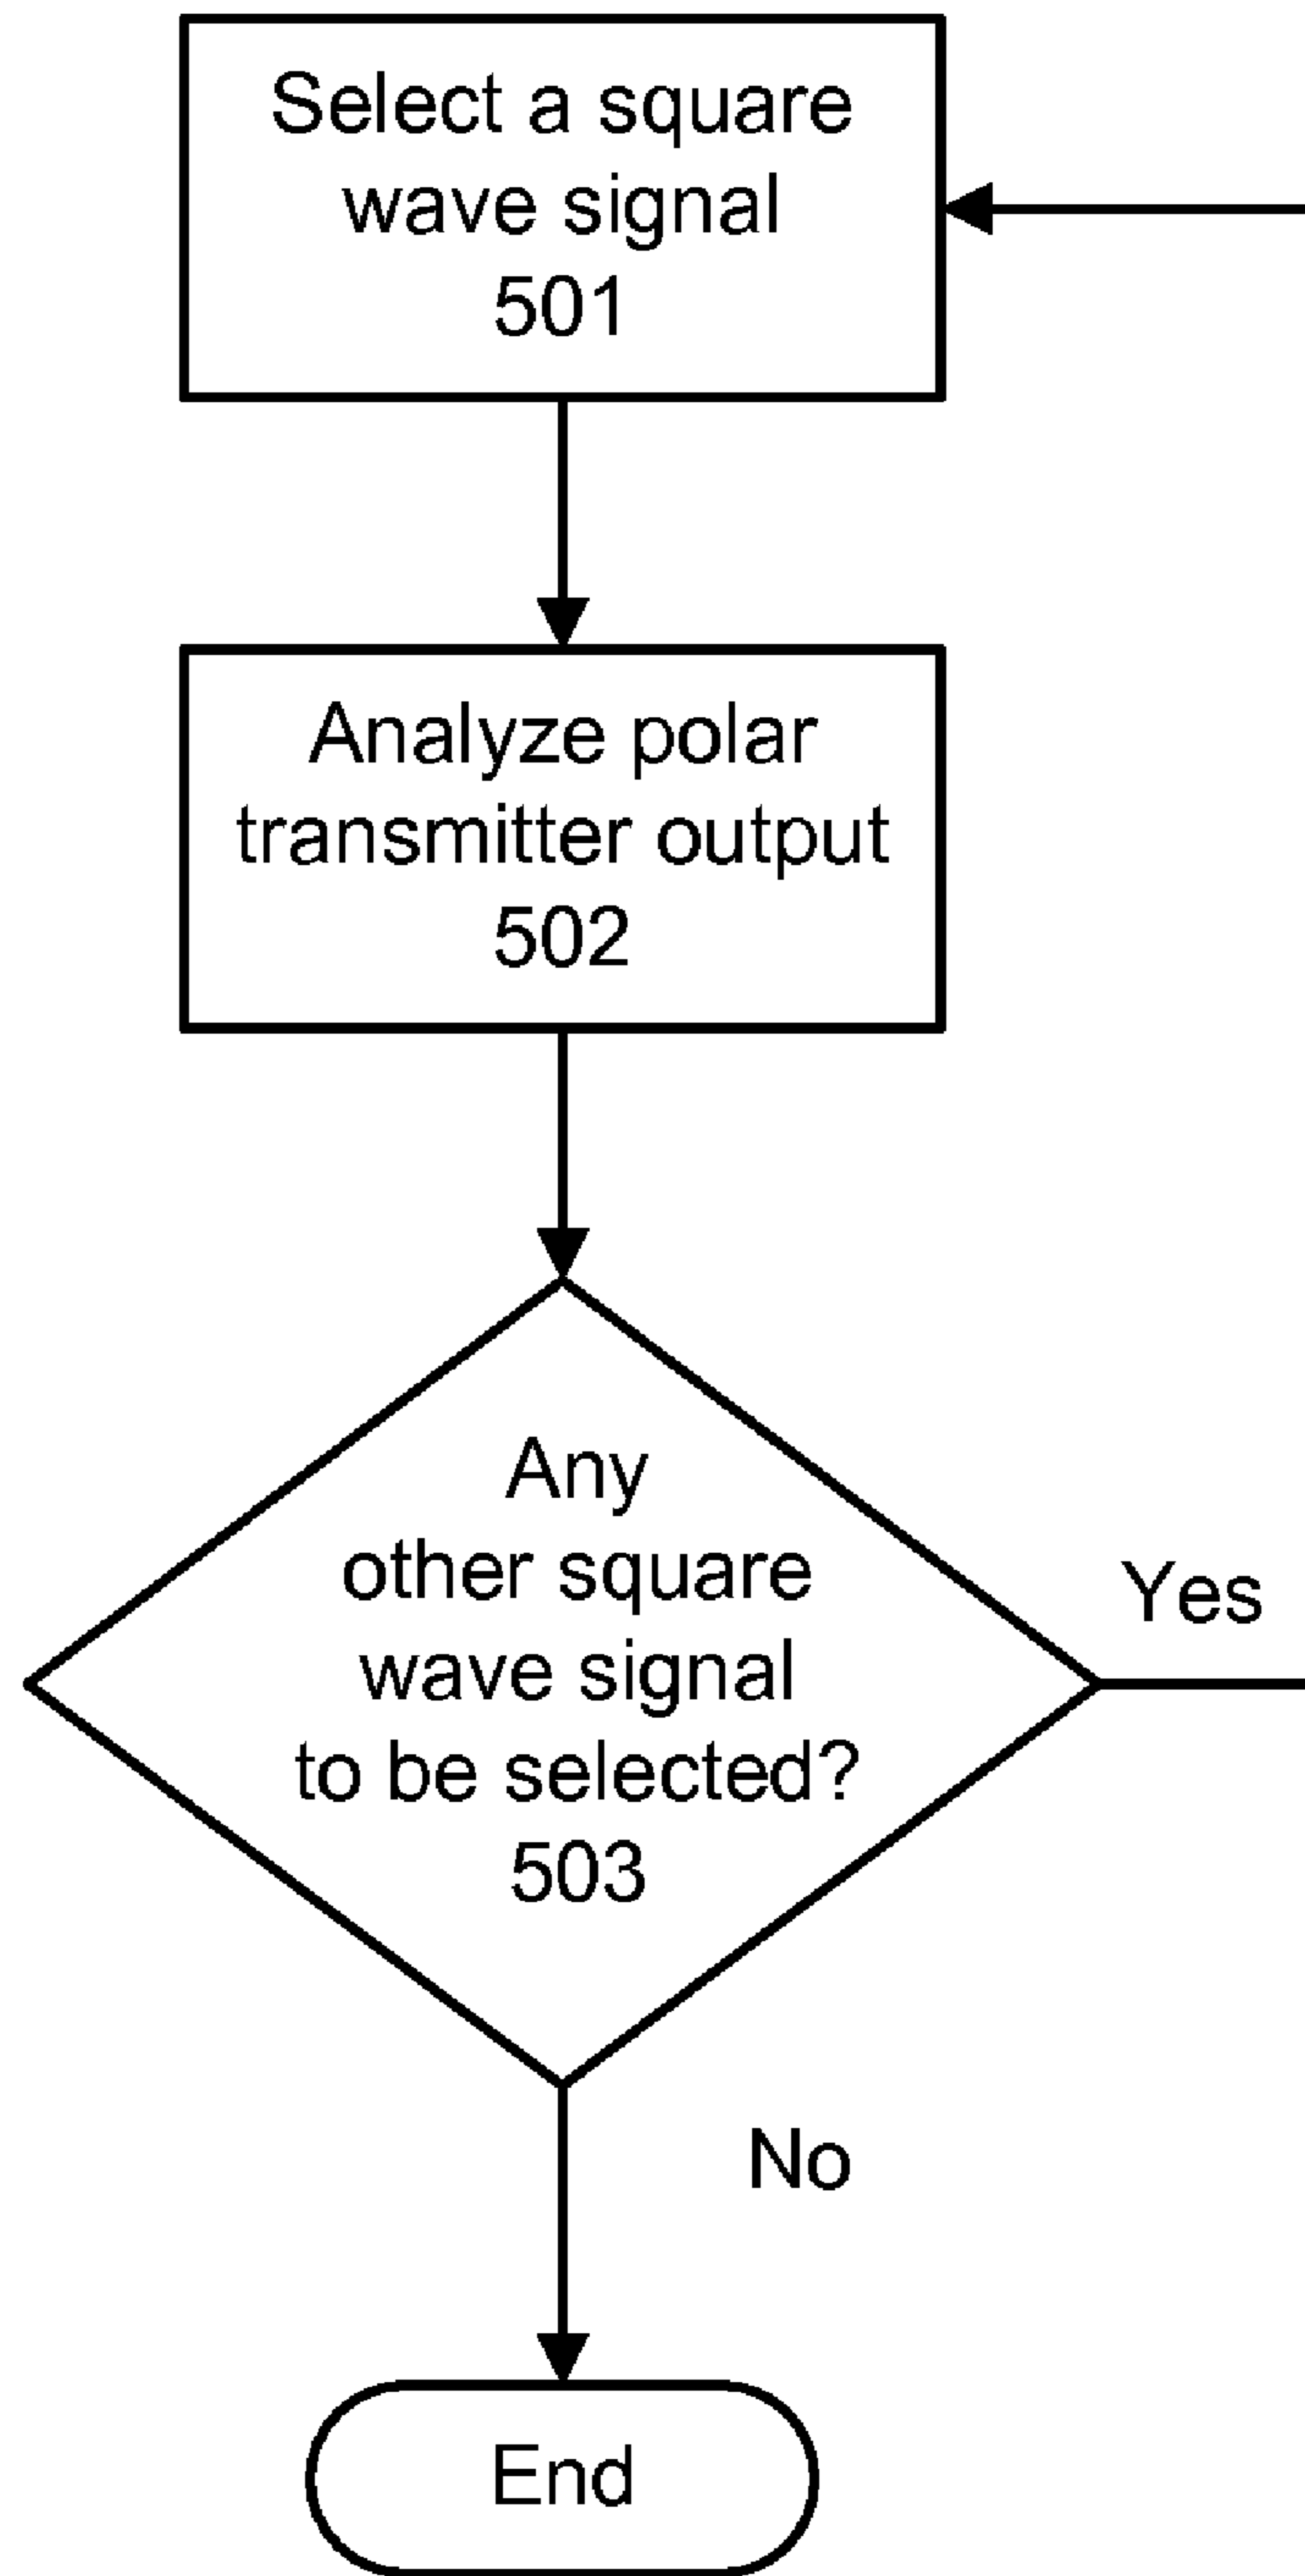 Select a square
wave signal
501
Analyze polar
transmitter output
502
Any
other square
wave signal
to be selected?
503
Yes
No
End